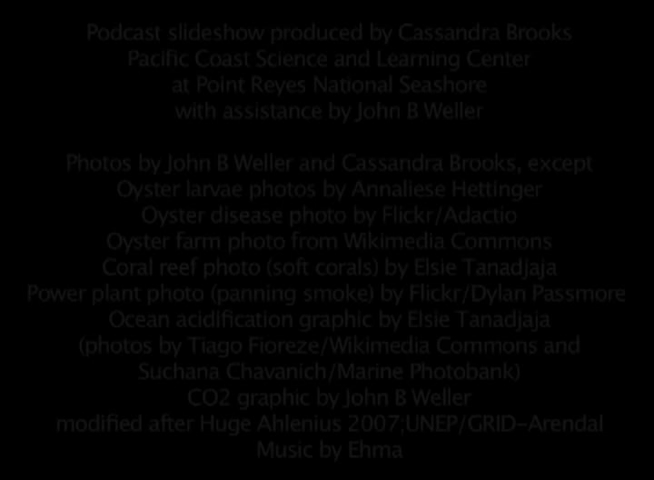 Podcast slideshow produced by Cassandra Brooks
Pacific Coast Science and Learning Center
at Point Reyes National Seashore
with assistance by John B Weller
Photos by John B Weller and Cassandra Brooks, except
Oyster larvae photos by Annaliese Hettinger
Oyster disease photo by Flickr/Adactio
Oyster farm photo from Wikimedia Commons
Coral reef photo (soft corals) by Elsie Tanadjaja
Power plant photo (panning smoke) by Flickr/Dylan Passmore
Ocean acidification graphic by Elsie Tanadjaja
(photos by Tiago Fioreze/Wikimedia Commons and
Suchana Chavanich/Marine Photobank)
CO2 graphic by John B Weller
modified after Huge Ahlenius 2007;UNEP/GRID-Arendal
Music by Ehma